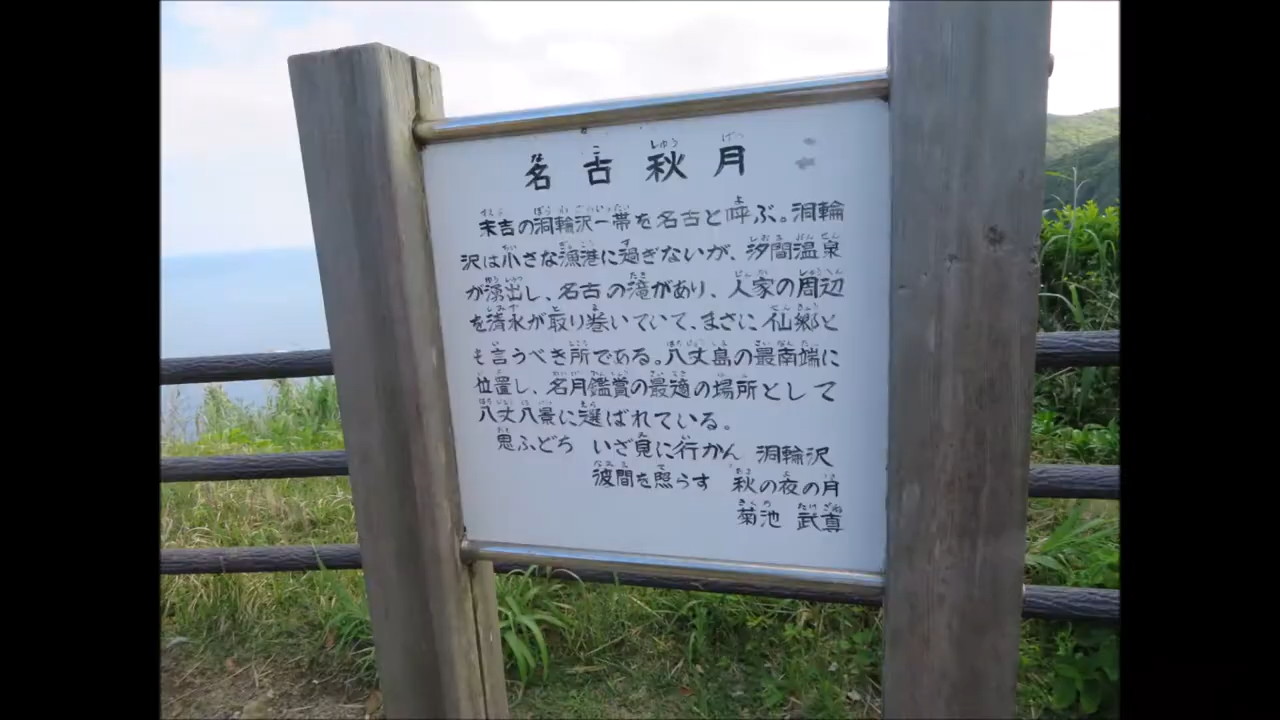 名古秋月
末吉の洞輪沢一帯を名古と呼ぶ。洞輪
沢は小さな漁港に過ぎないが、汐間温泉
が湧出し、名古の滝があり、人家の周辺
を清水が取り巻いていて、まさに仙郷と
も言うべき所である。八丈島の最南端に
位置し、名月鑑賞の最適の場所として
八丈八景に選ばれている。
思ふどち いざ見に行かん 洞輪沢
波間を照らす 秋の夜の月
菊池 武真